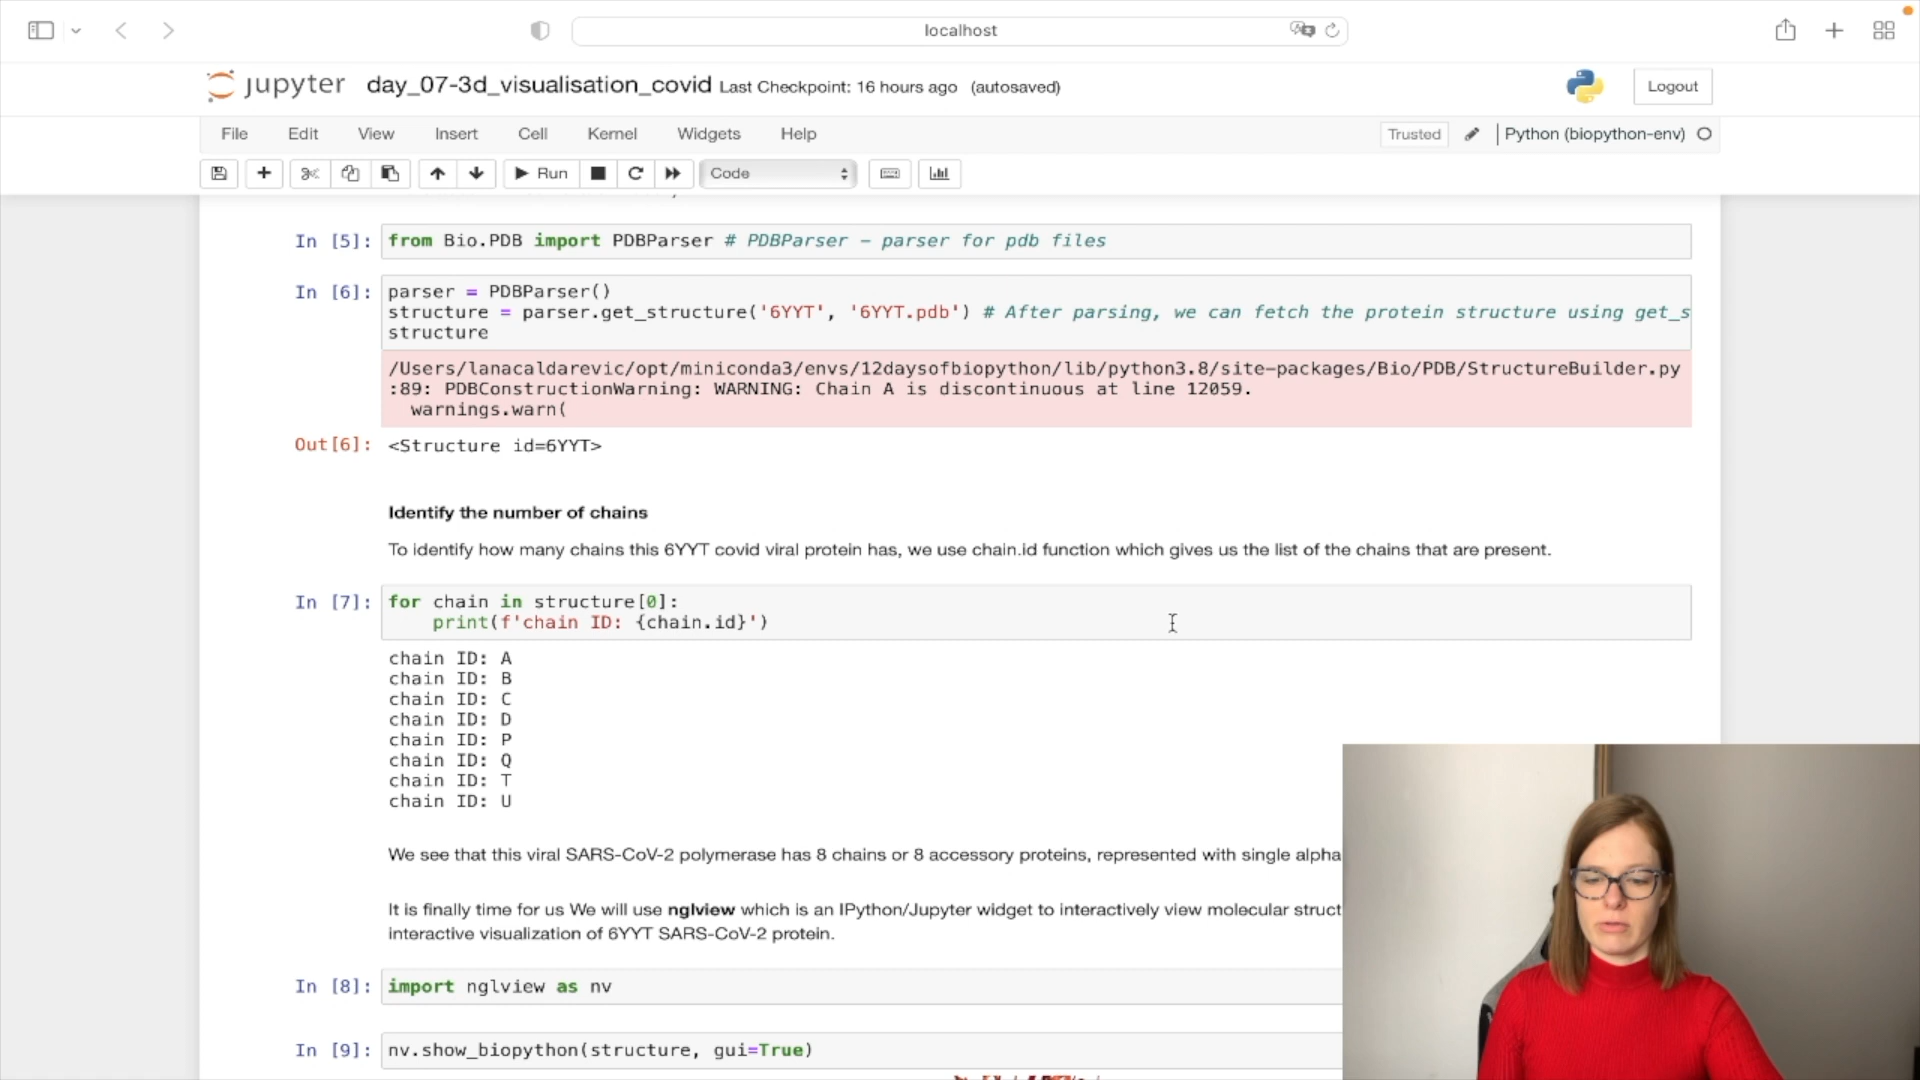 localhost
jupyter day_07-3d_visualisation_covid Last Checkpoint: 16 hours ago (autosaved)
Logout
File Edit View Insert Cell Kernel Widgets Help
Trusted Python (biopython-env)
Run Code
In [5]: from Bio.PDB import PDBParser # PDBParser – parser for pdb files
In [6]: parser = PDBParser()
structure = parser.get_structure('6YYT', '6YYT.pdb') # After parsing, we can fetch the protein structure using get_s
structure
/Users/lanacaldarevic/opt/miniconda3/envs/12daysofbiopython/lib/python3.8/site-packages/Bio/PDB/StructureBuilder.py
:89: PDBConstructionWarning: WARNING: Chain A is discontinuous at line 12059.
warnings.warn(
Out[6]: <Structure id=6YYT>
Identify the number of chains
To identify how many chains this 6YYT covid viral protein has, we use chain.id function which gives us the list of the chains that are present.
In [7]: for chain in structure[0]:
print(f'chain ID: {chain.id}')
chain ID: A
chain ID: B
chain ID: C
chain ID: D
chain ID: P
chain ID: Q
chain ID: T
chain ID: U
We see that this viral SARS-CoV-2 polymerase has 8 chains or 8 accessory proteins, represented with single alpha
It is finally time for us We will use nglview which is an IPython/Jupyter widget to interactively view molecular struct
interactive visualization of 6YYT SARS-CoV-2 protein.
In [8]: import nglview as nv
In [9]: nv.show_biopython(structure, gui=True)